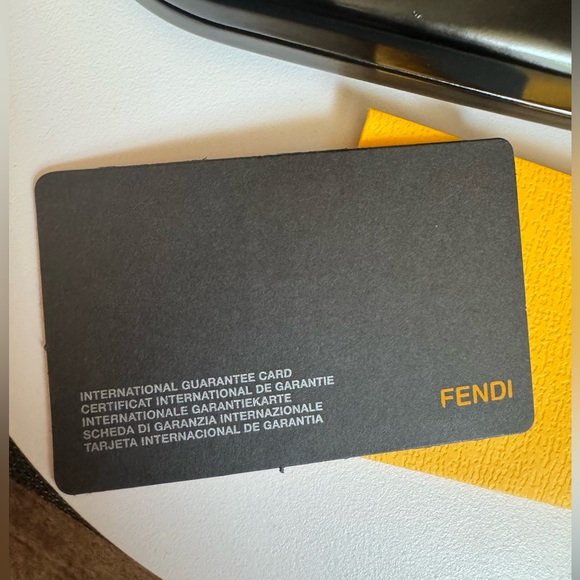 INTERNATIONAL GUARANTEE CARD
CERTIFICAT INTERNATIONAL DE GARANTIE
INTERNATIONALE GARANTIEKARTE
SCHEDA DI GARANZIA INTERNAZIONALE
TARJETA INTERNACIONAL DE GARANTIA
FENDI